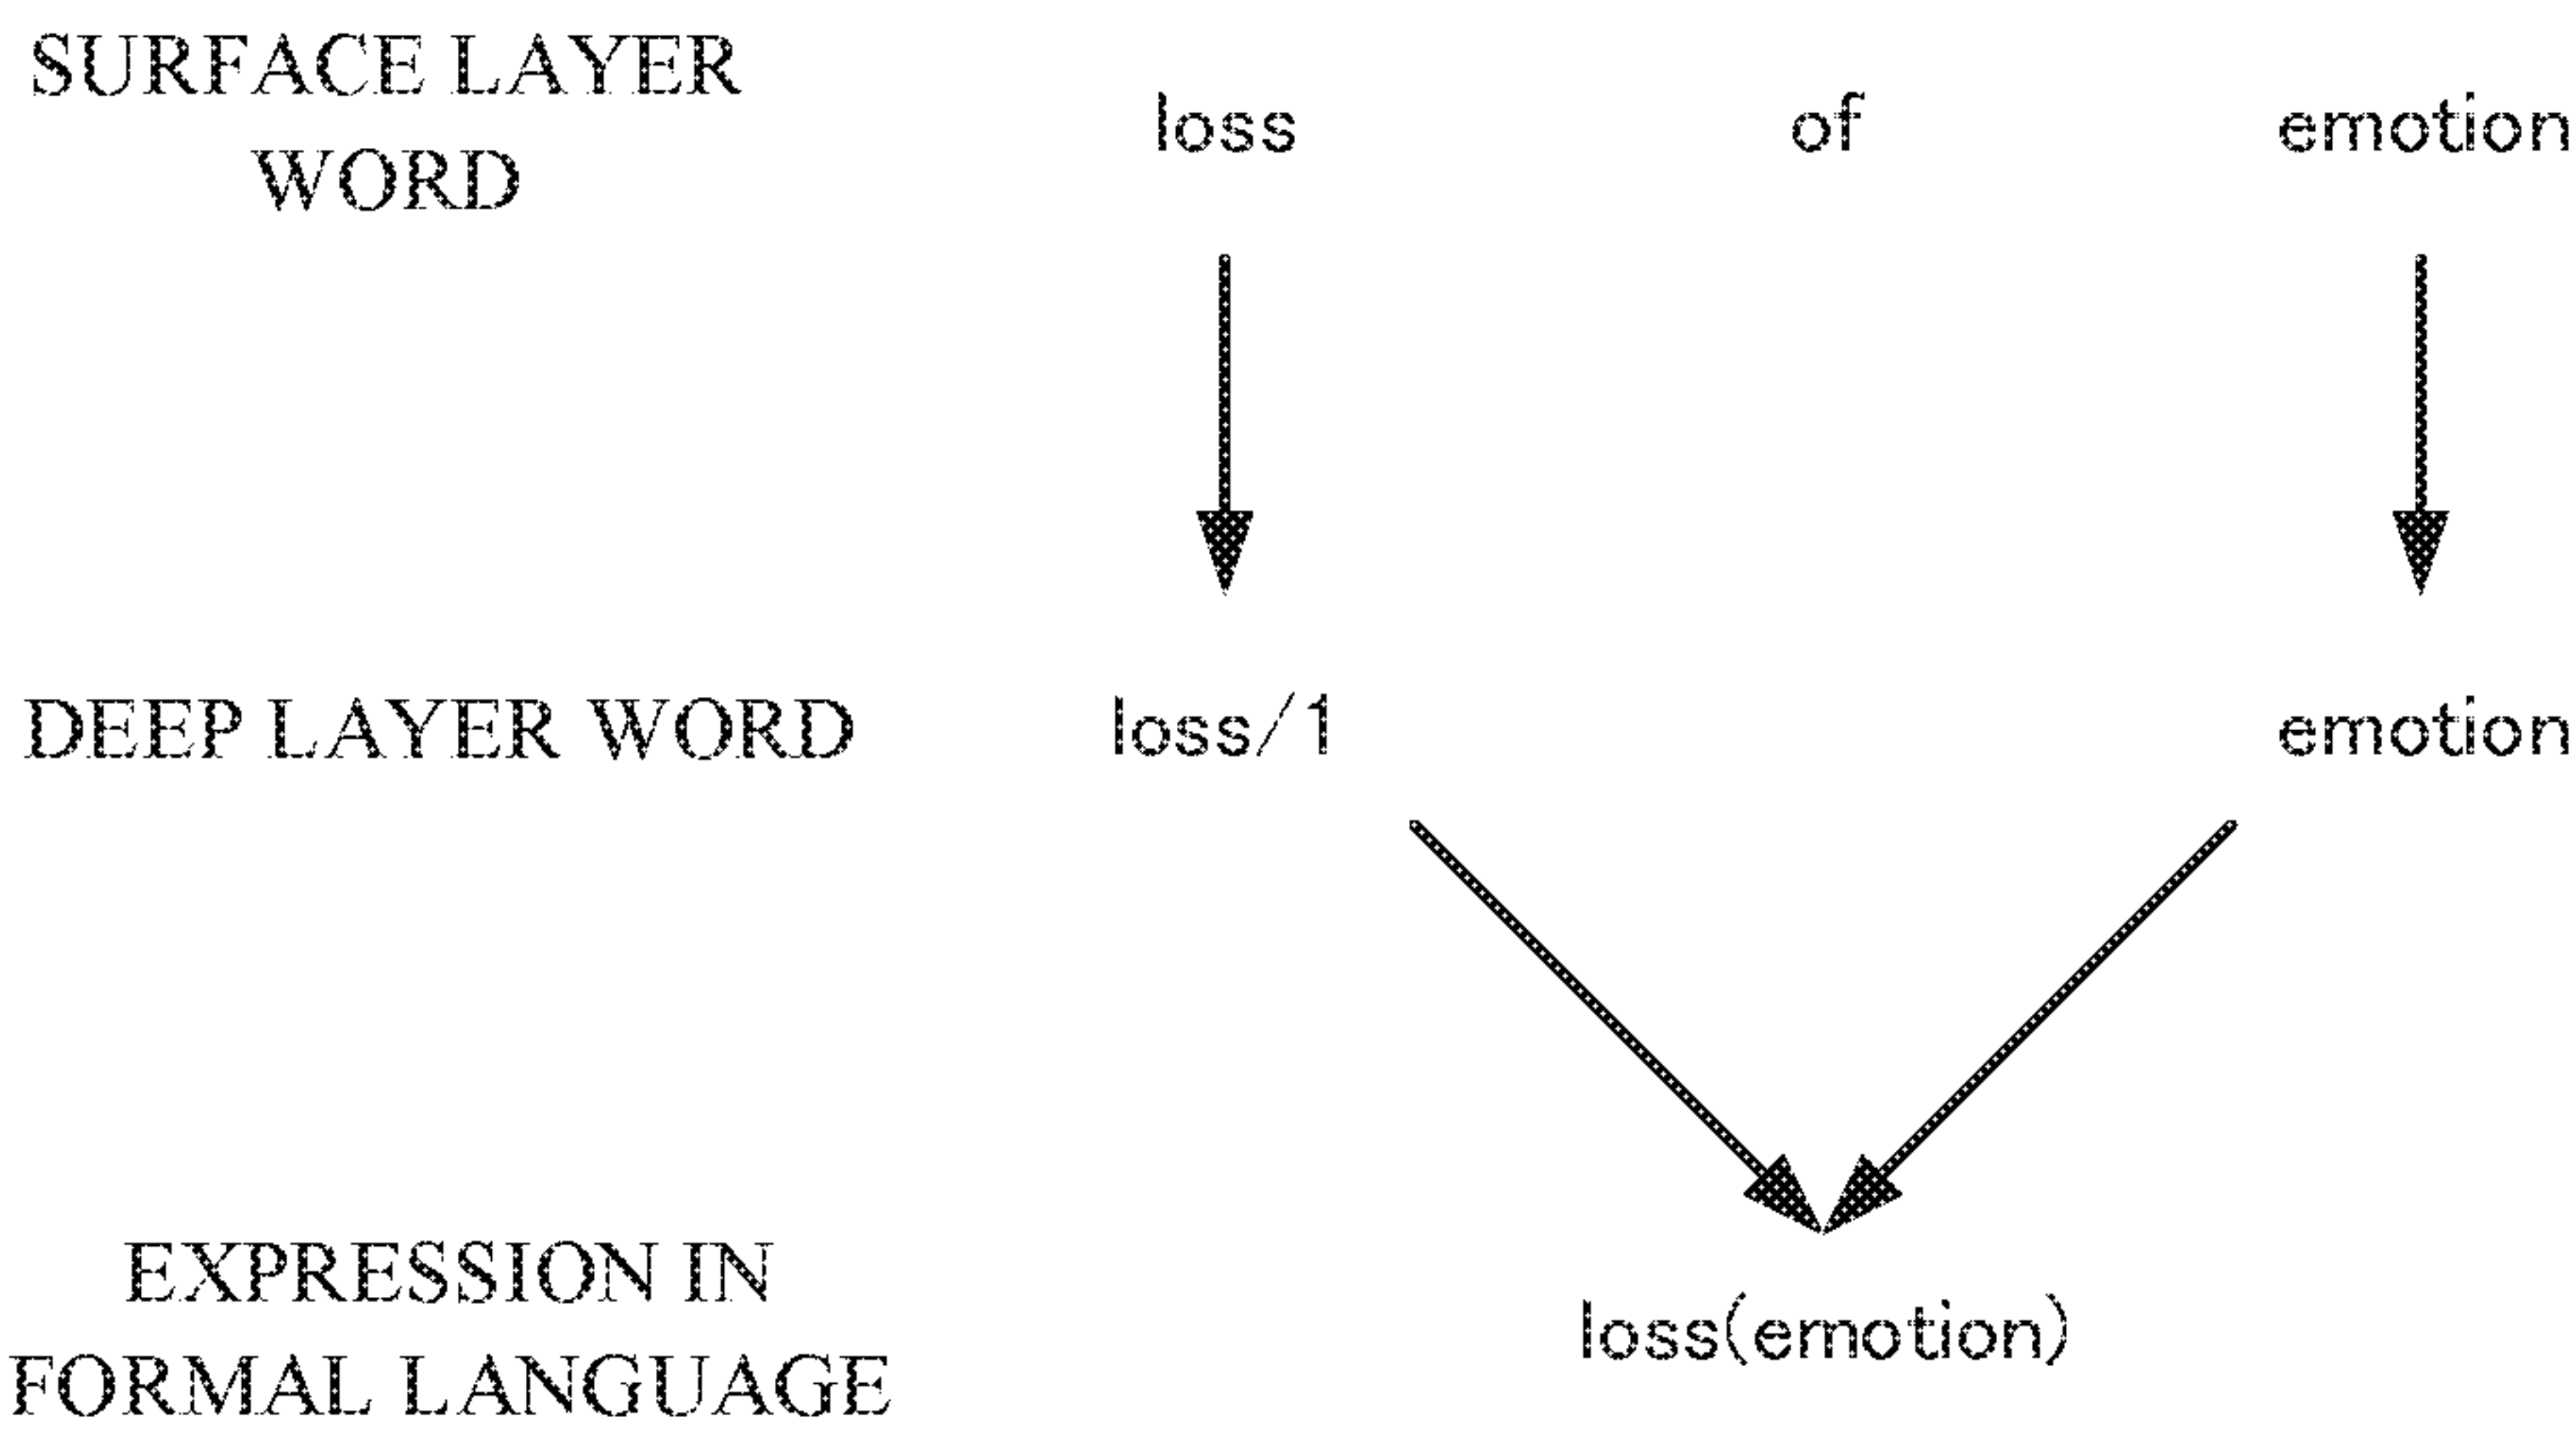 SURFACE LAYER
WORD
loss of emotion
DEEP LAYER WORD loss/1 emotion
EXPRESSION IN
FORMAL LANGUAGE
loss(emotion)